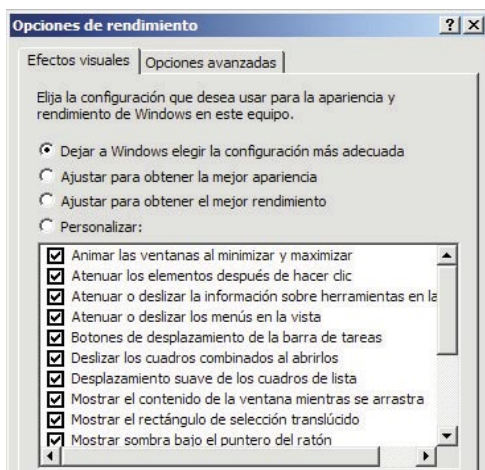 Opciones de rendimiento
Efectos visuales Opciones avanzadas
Elija la configuración que desea usar para la apariencia y
rendimiento de Windows en este equipo.
Dejar a Windows elegir la configuración más adecuada
Ajustar para obtener la mejor apariencia
Ajustar para obtener el mejor rendimiento
Personalizar:
Animar las ventanas al minimizar y maximizar
Atenuar los elementos después de hacer clic
Atenuar o deslizar la información sobre herramientas en la
Atenuar o deslizar los menús en la vista
Botones de desplazamiento de la barra de tareas
Deslizar los cuadros combinados al abrirlos
Desplazamiento suave de los cuadros de lista
Mostrar el contenido de la ventana mientras se arrastra
Mostrar el rectángulo de selección translúcido
Mostrar sombra bajo el puntero del ratón